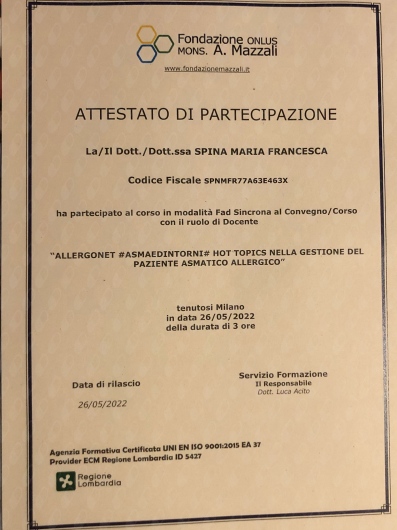 Fondazione ONLUS
MONS. A. Mazzali
www.fondazionemazzali.it
ATTESTATO DI PARTECIPAZIONE
La/Il Dott./Dott.ssa SPINA MARIA FRANCESCA
Codice Fiscale SPNMFR77A63E463X
ha partecipato al corso in modalità Fad Sincrona al Convegno/Corso
con il ruolo di Docente
"ALLERGONET #ASMAEDINTORNI# HOT TOPICS NELLA GESTIONE DEL
PAZIENTE ASMATICO ALLERGICO"
tenutosi Milano
in data 26/05/2022
della durata di 3 ore
Data di rilascio
26/05/2022
Servizio Formazione
Il Responsabile
Dott. Luca Acito
Agenzia Formativa Certificata UNI EN ISO 9001:2015 EA 37
Provider ECM Regione Lombardia ID 5427
Regione
Lombardia